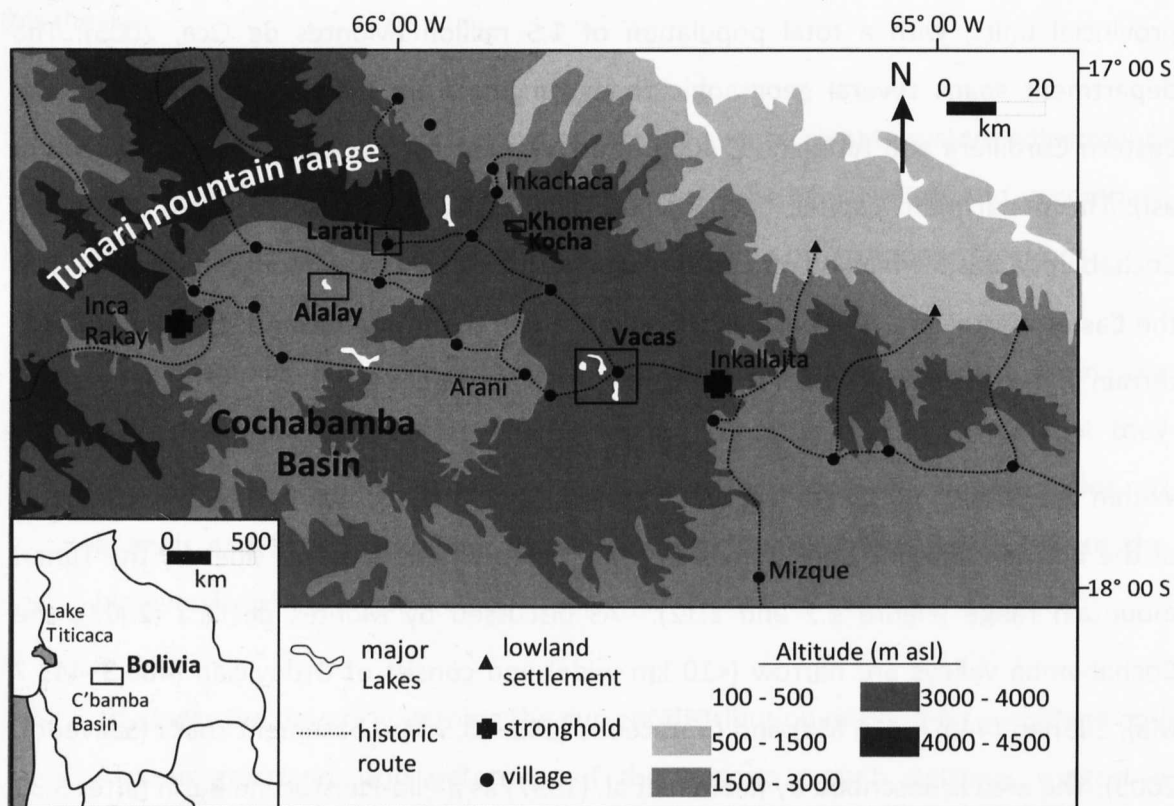 66° 00 W
65° 00 W
17° 00 S
N
0 20
km
Tunari mountain range
Inkachaca
Larati
Khomer
Kocha
Alalay
Inca
Rakay
Vacas
Inkallajta
Arani
Cochabamba
Basin
Mizque
18° 00 S
0 500
km
Lake
Titicaca
Bolivia
C'bamba
Basin
major
Lakes
historic
route
lowland
settlement
stronghold
village
Altitude (m asl)
100 - 500
500 - 1500
1500 - 3000
3000 - 4000
4000 - 4500